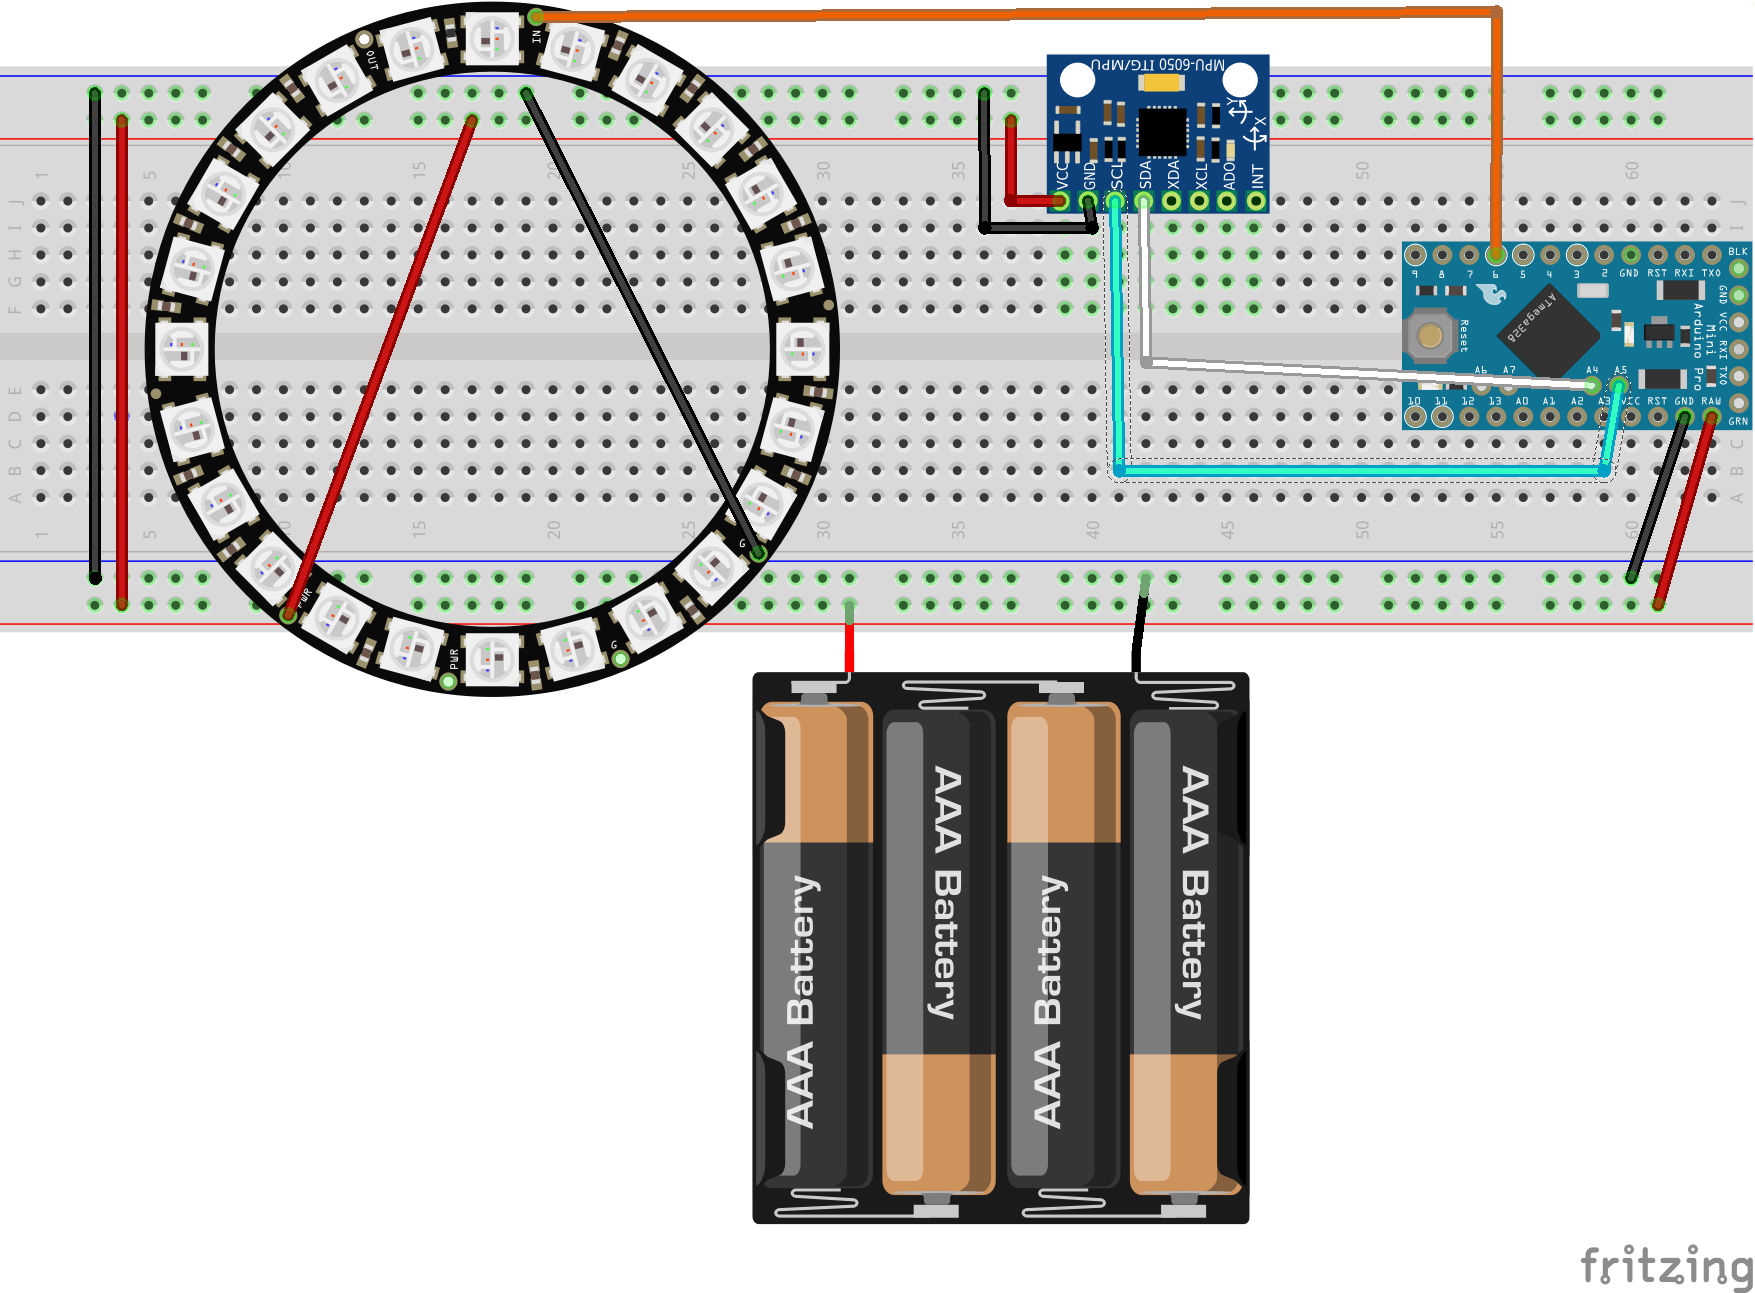 OUT
IN
MPU-6050 ITG/MPU
Y
X
VCC
GND
SCL
SDA
XDA
XCL
ADO
INT
1
5
15
30
35
50
60
J
I
H
G
F
J
I
9 8 7 6 5 4 3 2 GND RST RXI TXO
BLK
GND
VCC
RXI
TXO
GRN
ATmega328
Reset
Arduino Pro
Mini
A6 A7 A4 A5
10 11 12 13 A0 A1 A2 A3 VCC RST GND RAW
E
D
C
B
A
C
B
A
1
5
10
15
20
25
30
35
40
45
50
55
60
G
PWR
PWR
G
AAA Battery
AAA Battery
AAA Battery
AAA Battery
fritzing